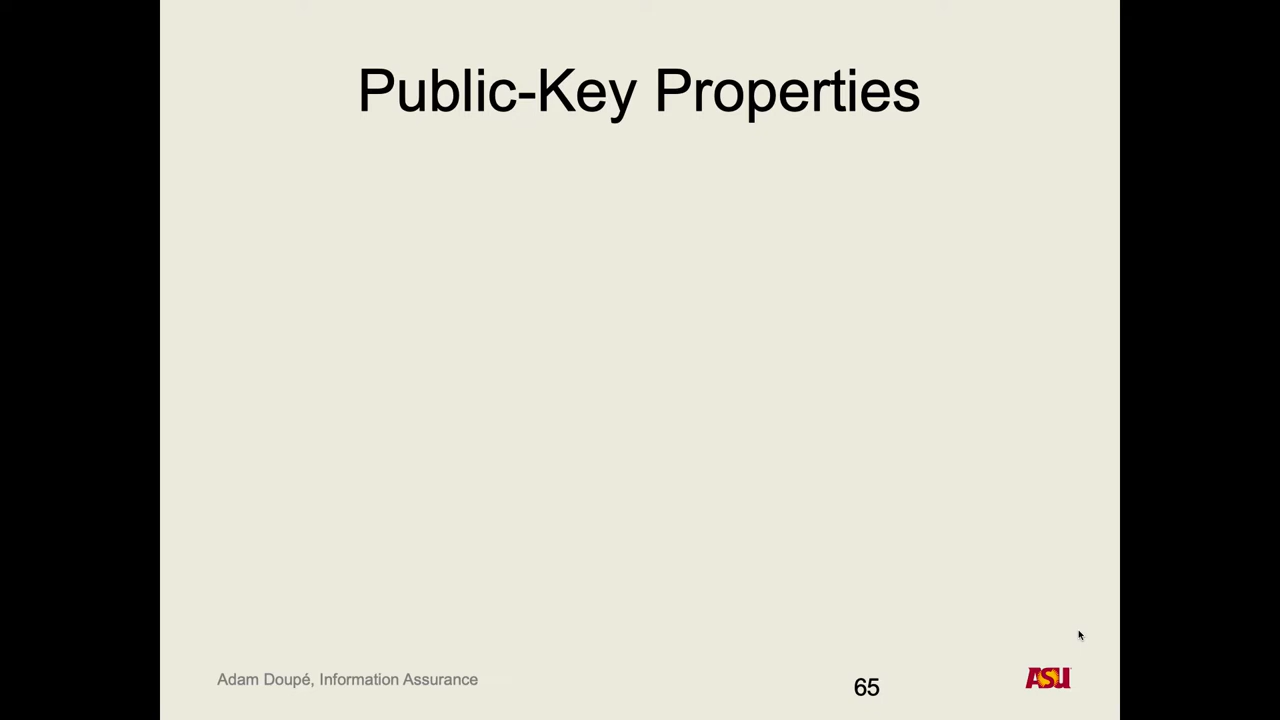 Public-Key Properties
Adam Doupé, Information Assurance
65
ASU